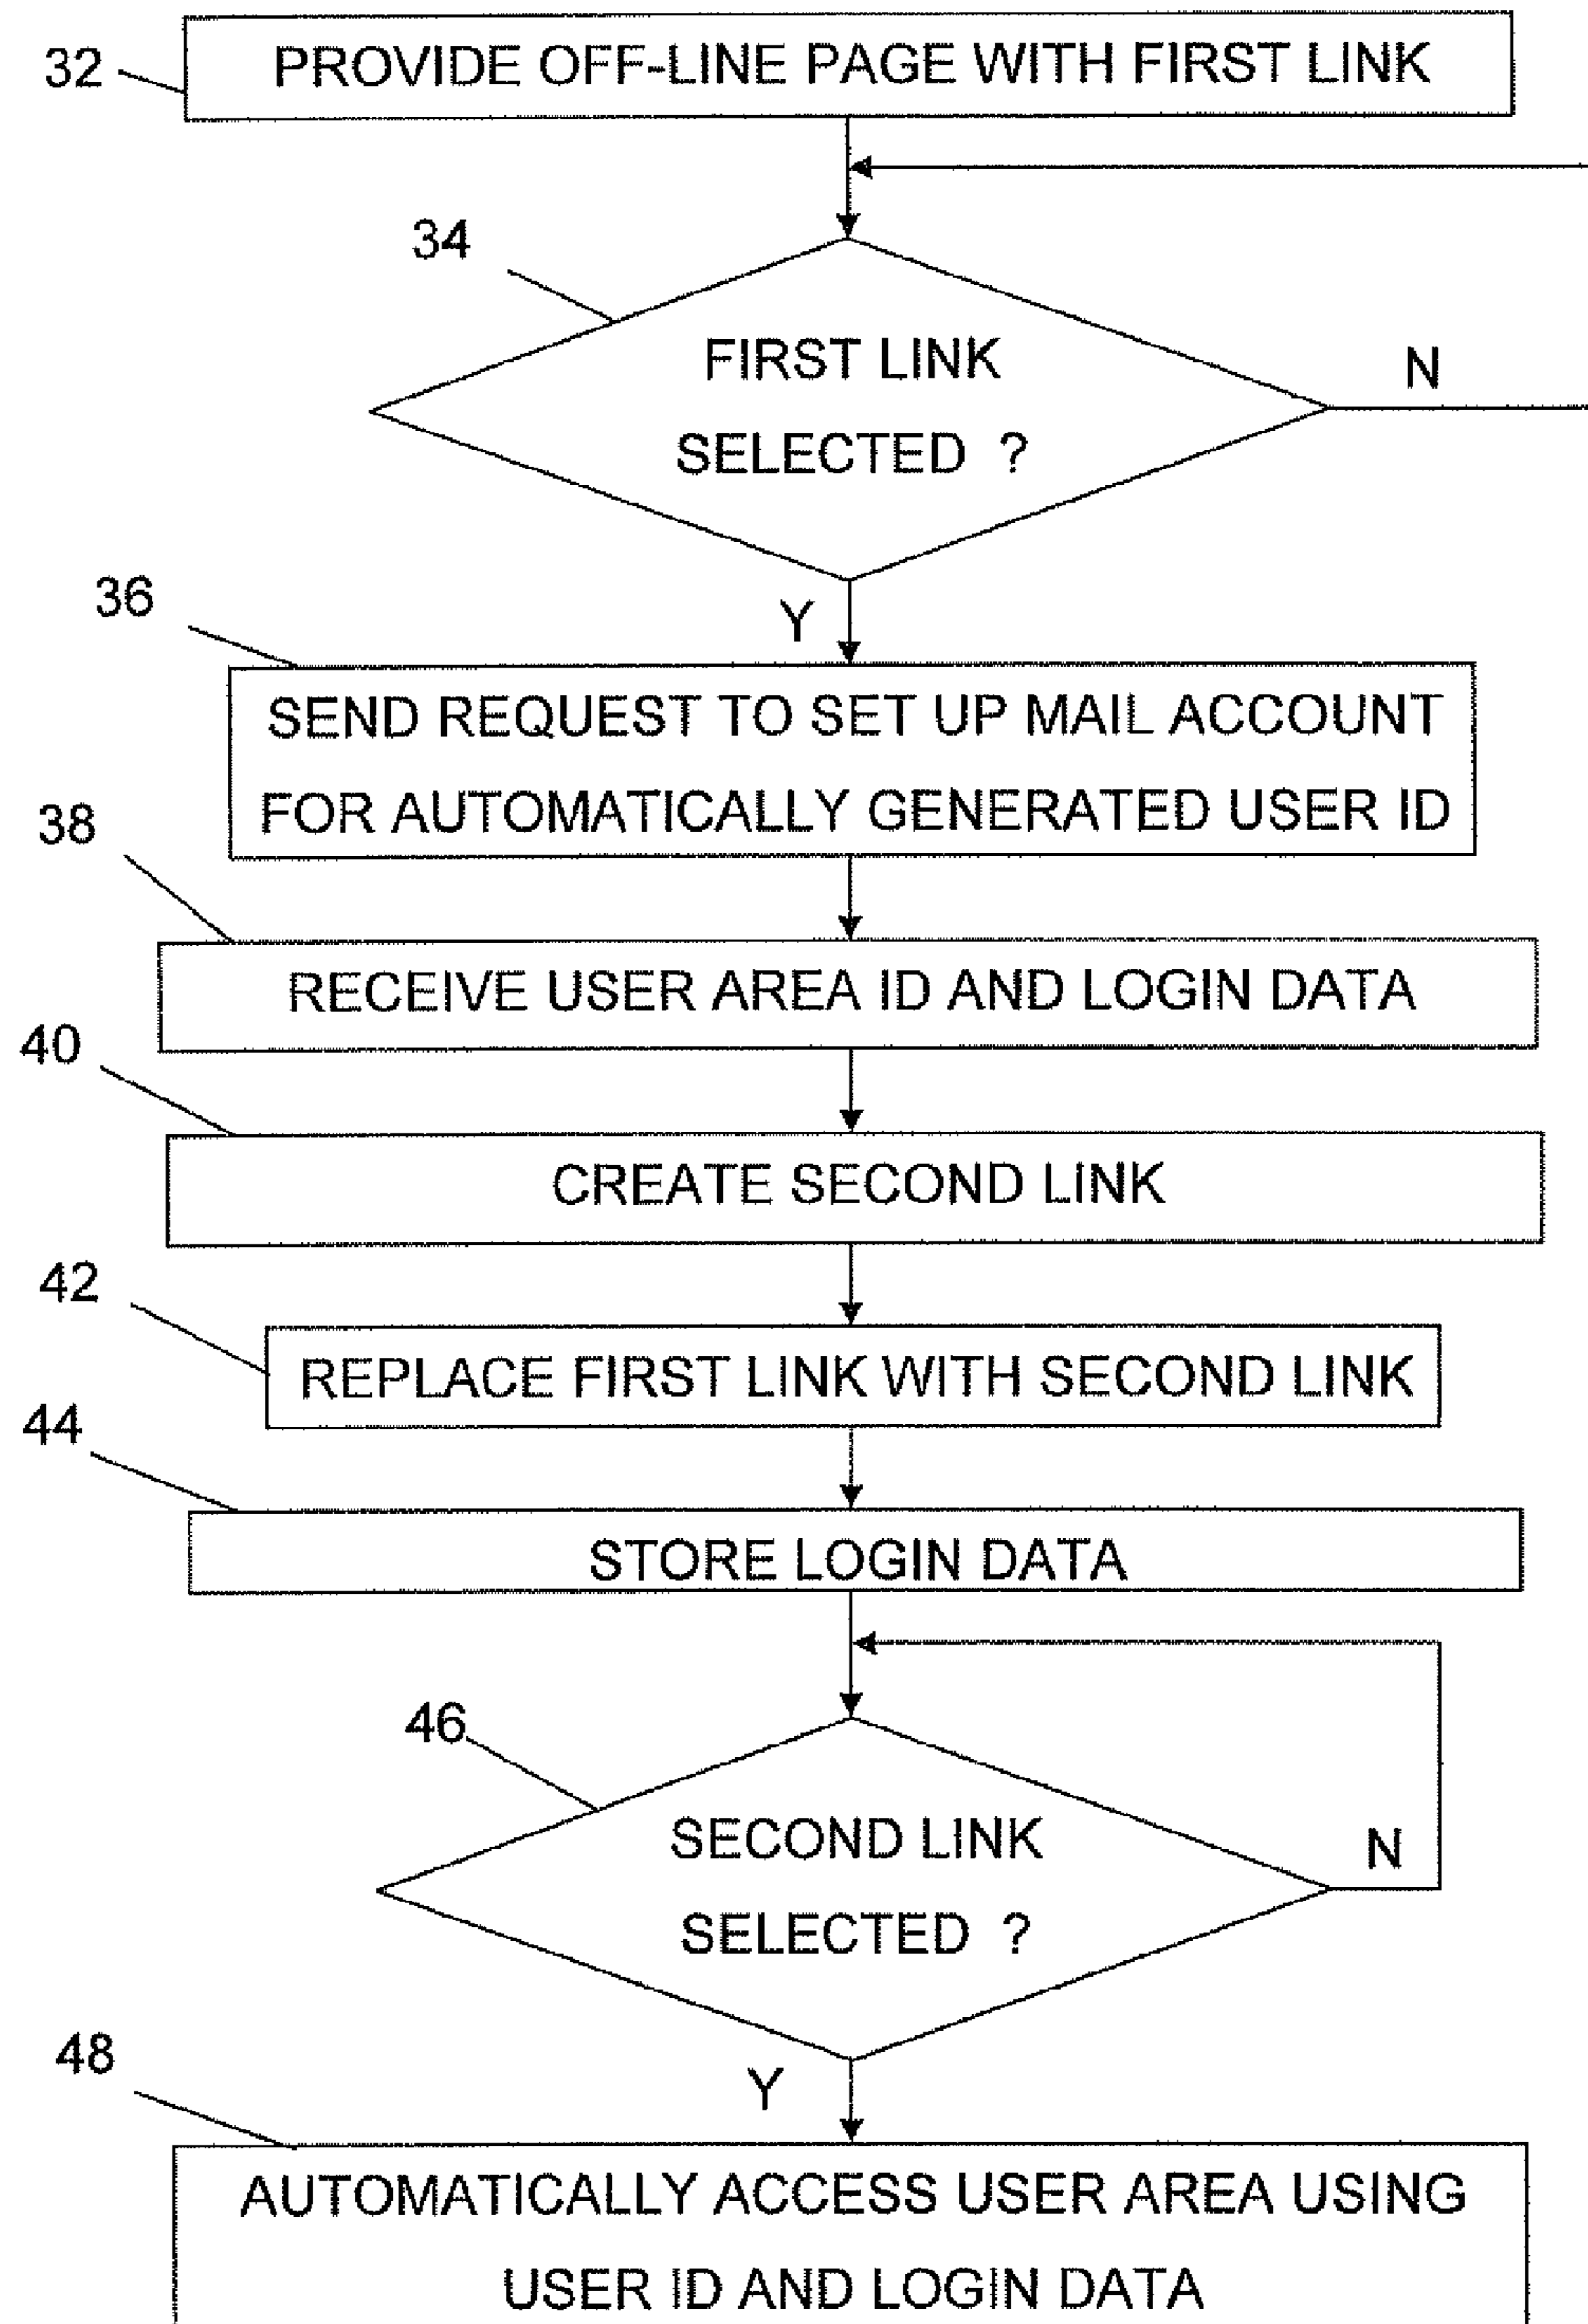 32
PROVIDE OFF-LINE PAGE WITH FIRST LINK
34
FIRST LINK
SELECTED ?
N
Y
36
SEND REQUEST TO SET UP MAIL ACCOUNT
FOR AUTOMATICALLY GENERATED USER ID
38
RECEIVE USER AREA ID AND LOGIN DATA
40
CREATE SECOND LINK
42
REPLACE FIRST LINK WITH SECOND LINK
44
STORE LOGIN DATA
46
SECOND LINK
SELECTED ?
N
Y
48
AUTOMATICALLY ACCESS USER AREA USING
USER ID AND LOGIN DATA